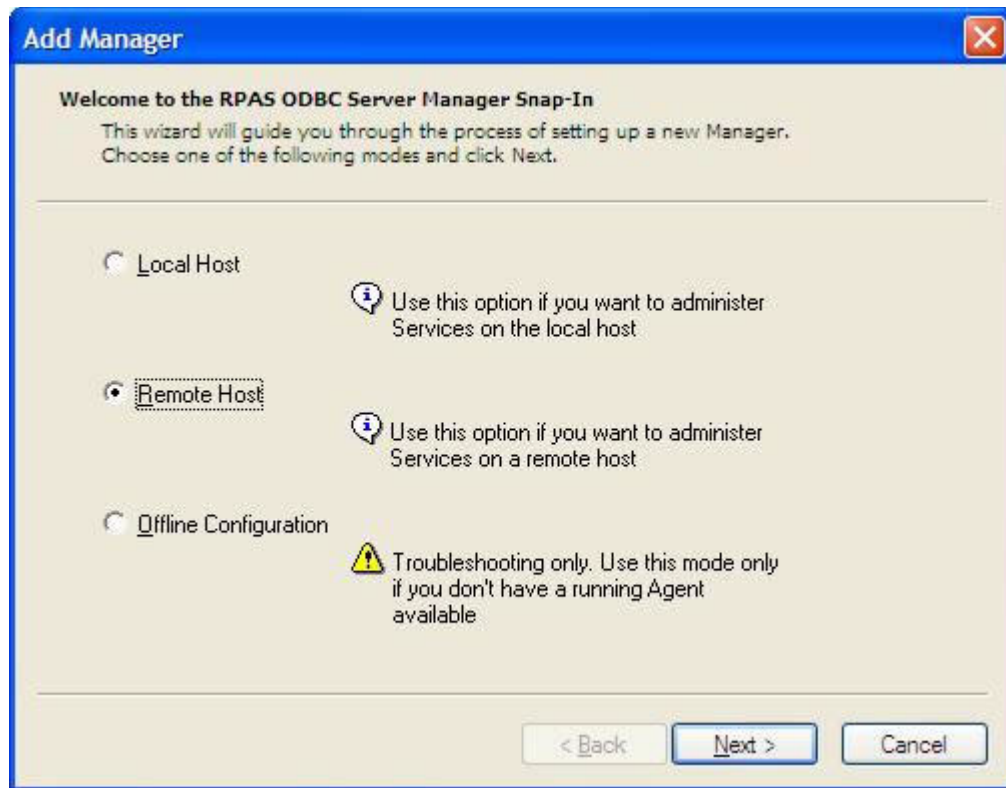 Add Manager
Welcome to the RPAS ODBC Server Manager Snap-In
This wizard will guide you through the process of setting up a new Manager.
Choose one of the following modes and click Next.
Local Host
Use this option if you want to administer
Services on the local host
Remote Host
Use this option if you want to administer
Services on a remote host
Offline Configuration
Troubleshooting only. Use this mode only
if you don't have a running Agent
available
< Back
Next >
Cancel